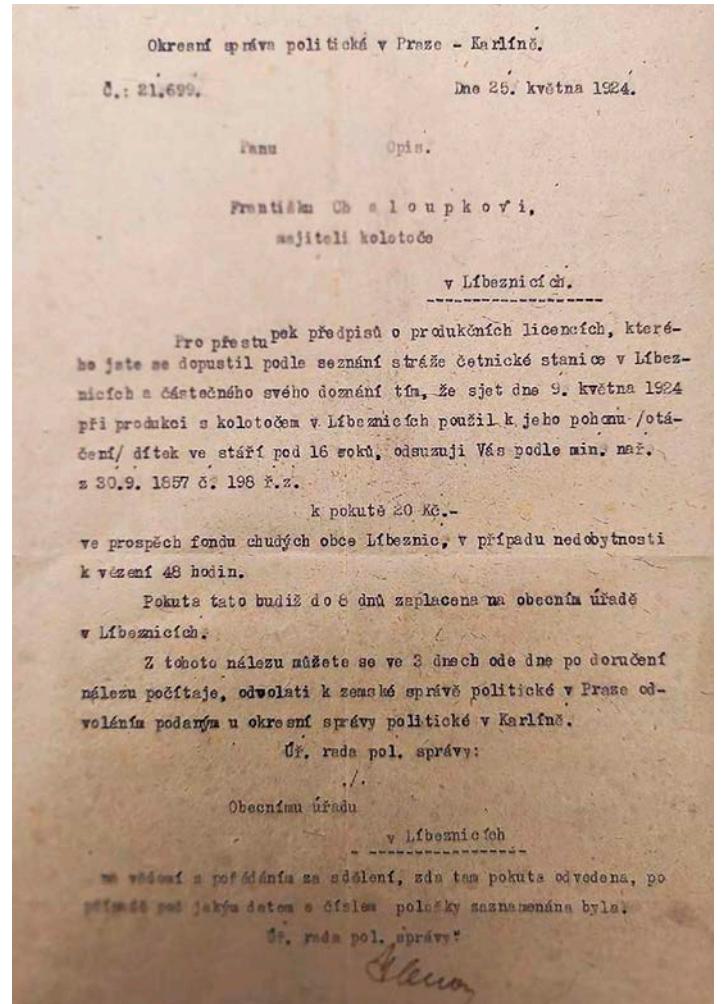 Okresní správa politická v Praze - Karlíně.
Č.: 21.699. Dne 25. května 1924.
Panu Opis.
Františku Ch a l o u p k o v i,
majiteli kolotoče
v Líbeznicích.
Pro přestupek předpisů o produkčních licencích, které-
ho jste se dopustil podle seznání stráže četnické stanice v Líbez-
nicích a částečného svého doznání tím, že sjet dne 9. května 1924
při produkci s kolotočem v Líbeznicích použil k jeho pohonu /otá-
čení/ dítek ve stáří pod 16 roků, odsuzuji Vás podle min. nař.
z 30.9. 1857 č. 198 ř.z.
k pokutě 20 Kč.-
ve prospěch fondu chudých obce Líbeznic, v případu nedobytnosti
k vězení 48 hodin.
Pokuta tato budiž do 8 dnů zaplacena na obecním úřadě
v Líbeznicích.
Z tohoto nálezu můžete se ve 3 dnech ode dne po doručení
nálezu počítaje, odvolati k zemské správě politické v Praze od-
voláním podaným u okresní správy politické v Karlíně.
Úř. rada pol. správy:
./.
Obecnímu úřadu
v Líbeznicích
na vědomí s požádáním za sdělení, zda tam pokuta odvedena, po
případě pod jakým datem a číslem položky zaznamenána byla.
Úř. rada pol. správy: